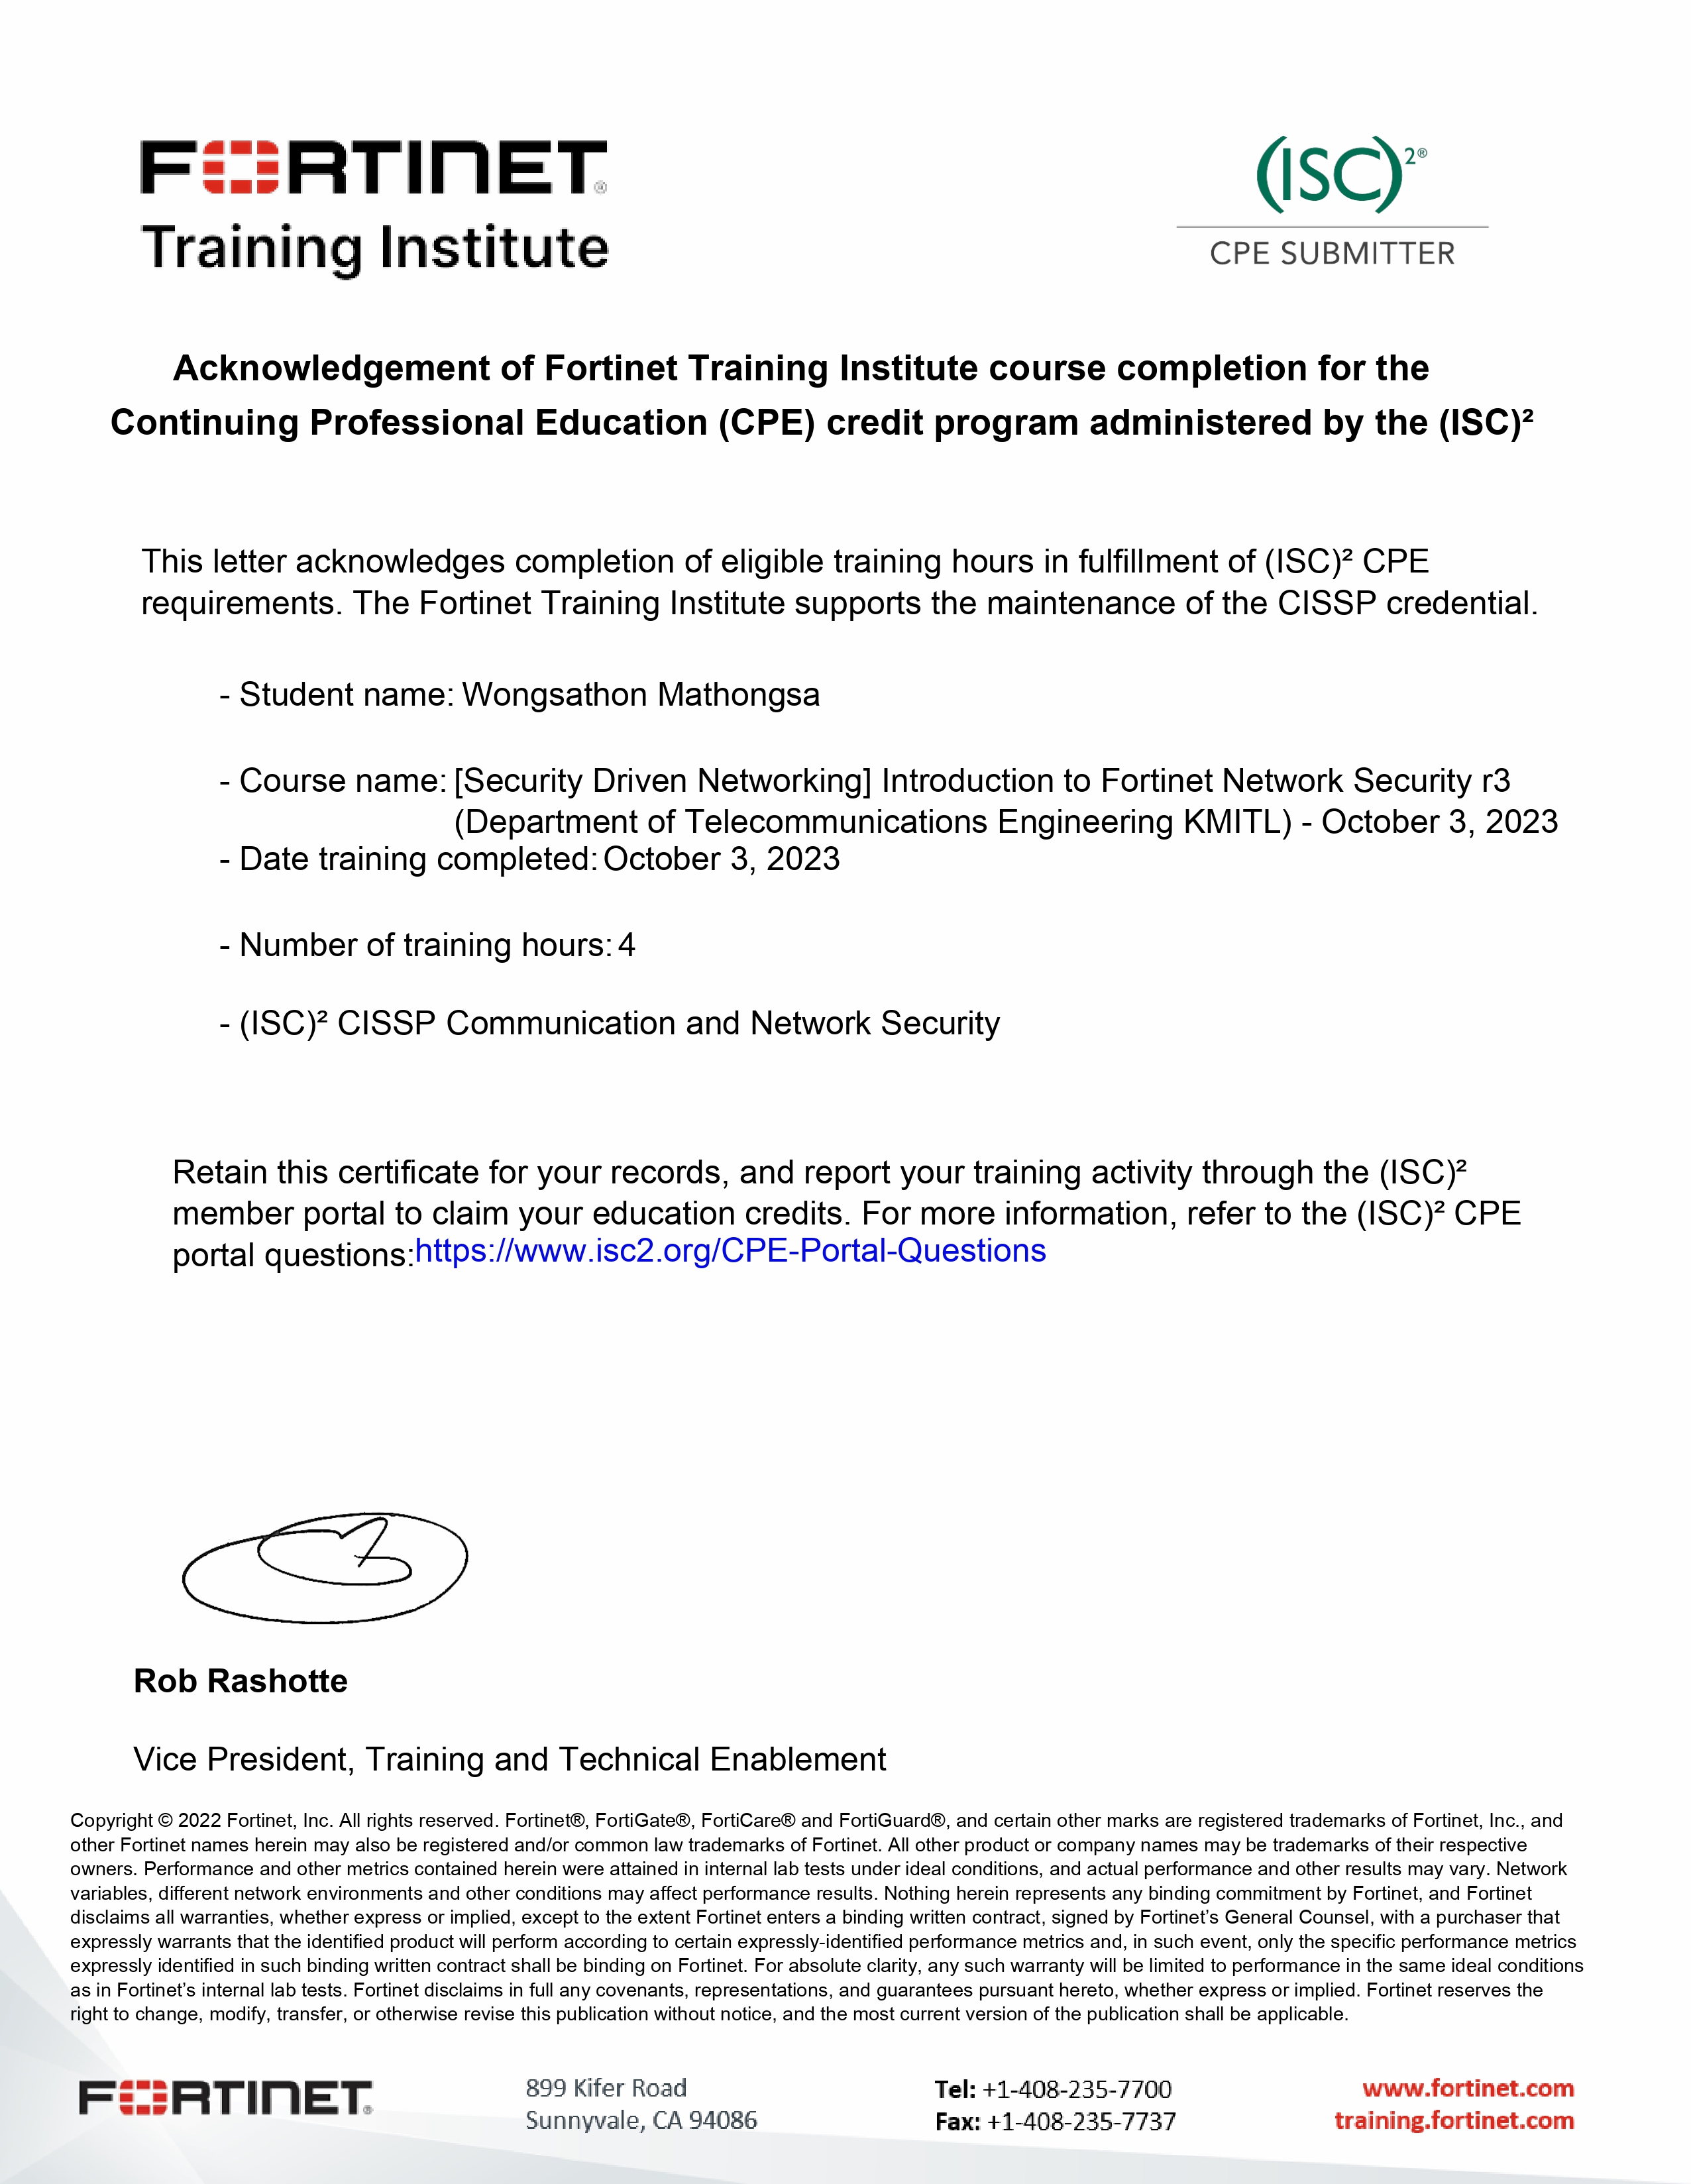 FORTINET®
Training Institute
(ISC)²®
CPE SUBMITTER
Acknowledgement of Fortinet Training Institute course completion for the
Continuing Professional Education (CPE) credit program administered by the (ISC)²
This letter acknowledges completion of eligible training hours in fulfillment of (ISC)² CPE
requirements. The Fortinet Training Institute supports the maintenance of the CISSP credential.
- Student name: Wongsathon Mathongsa
- Course name: [Security Driven Networking] Introduction to Fortinet Network Security r3
(Department of Telecommunications Engineering KMITL) - October 3, 2023
- Date training completed: October 3, 2023
- Number of training hours: 4
- (ISC)² CISSP Communication and Network Security
Retain this certificate for your records, and report your training activity through the (ISC)²
member portal to claim your education credits. For more information, refer to the (ISC)² CPE
portal questions:https://www.isc2.org/CPE-Portal-Questions
Rob Rashotte
Vice President, Training and Technical Enablement
Copyright © 2022 Fortinet, Inc. All rights reserved. Fortinet®, FortiGate®, FortiCare® and FortiGuard®, and certain other marks are registered trademarks of Fortinet, Inc., and
other Fortinet names herein may also be registered and/or common law trademarks of Fortinet. All other product or company names may be trademarks of their respective
owners. Performance and other metrics contained herein were attained in internal lab tests under ideal conditions, and actual performance and other results may vary. Network
variables, different network environments and other conditions may affect performance results. Nothing herein represents any binding commitment by Fortinet, and Fortinet
disclaims all warranties, whether express or implied, except to the extent Fortinet enters a binding written contract, signed by Fortinet’s General Counsel, with a purchaser that
expressly warrants that the identified product will perform according to certain expressly-identified performance metrics and, in such event, only the specific performance metrics
expressly identified in such binding written contract shall be binding on Fortinet. For absolute clarity, any such warranty will be limited to performance in the same ideal conditions
as in Fortinet’s internal lab tests. Fortinet disclaims in full any covenants, representations, and guarantees pursuant hereto, whether express or implied. Fortinet reserves the
right to change, modify, transfer, or otherwise revise this publication without notice, and the most current version of the publication shall be applicable.
FORTINET®
899 Kifer Road
Sunnyvale, CA 94086
Tel: +1-408-235-7700
Fax: +1-408-235-7737
www.fortinet.com
training.fortinet.com